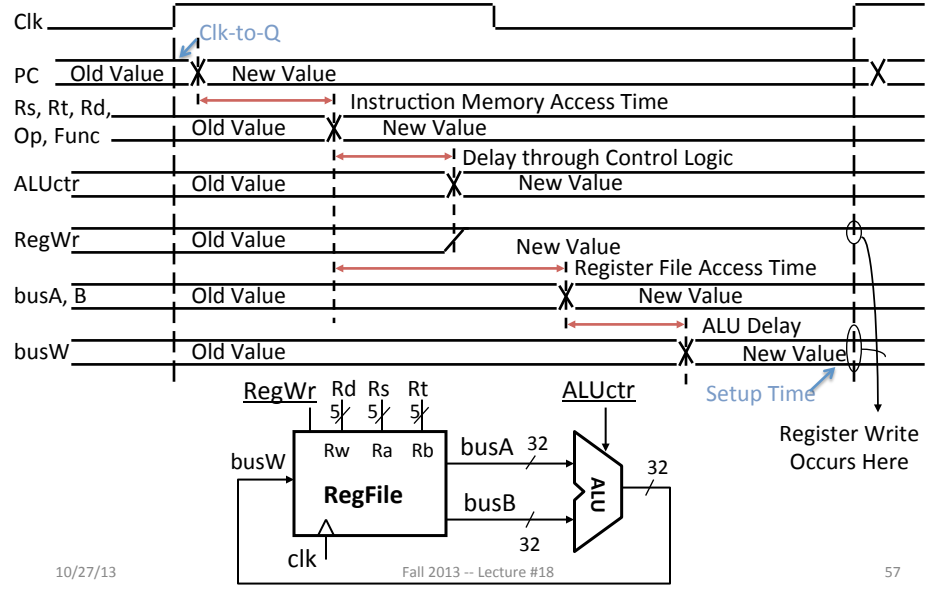 Clk
Clk-to-Q
PC Old Value New Value
Rs, Rt, Rd,
Op, Func
Instruction Memory Access Time
Old Value New Value
Delay through Control Logic
ALUctr Old Value New Value
RegWr Old Value New Value
Register File Access Time
busA, B Old Value New Value
ALU Delay
busW Old Value New Value
Setup Time
Register Write
Occurs Here
RegWr Rd Rs Rt ALUctr
5 5 5
Rw Ra Rb
busW
RegFile
busA 32
busB
32
ALU
32
clk
10/27/13 Fall 2013 -- Lecture #18 57